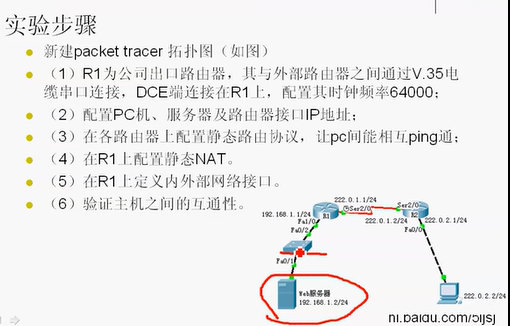 实验步骤
新建packet tracer 拓扑图（如图）
（1）R1为公司出口路由器，其与外部路由器之间通过V.35电
缆串口连接，DCE端连接在R1上，配置其时钟频率64000；
（2）配置PC机、服务器及路由器接口IP地址；
（3）在各路由器上配置静态路由协议，让pc间能相互ping通；
（4）在R1上配置静态NAT。
（5）在R1上定义内外部网络接口。
（6）验证主机之间的互通性。
222.0.1.1/24
192.168.1.1/24
Ser2/0
Ser2/0
Fa1/0
R1
R2
222.0.1.2/24
222.0.2.1/24
Fa0/2
Fa0/0
Fa0/1
Web服务器
192.168.1.2/24
222.0.2.2/24